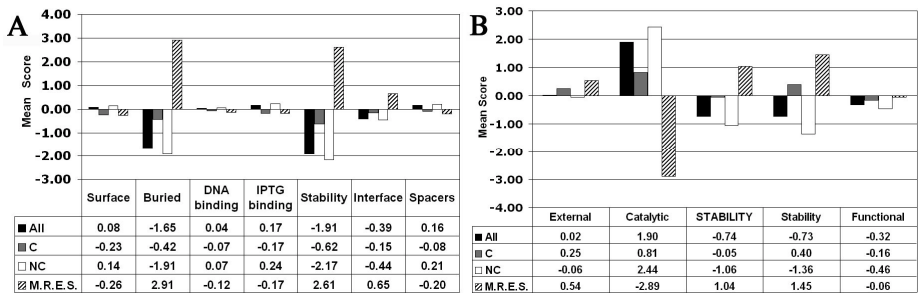 A
Mean Score
4.00
3.00
2.00
1.00
0.00
-1.00
-2.00
-3.00
Surface Buried DNA binding IPTG binding Stability Interface Spacers
All 0.08 -1.65 0.04 0.17 -1.91 -0.39 0.16
C -0.23 -0.42 -0.07 -0.17 -0.62 -0.15 -0.08
NC 0.14 -1.91 0.07 0.24 -2.17 -0.44 0.21
M.R.E.S. -0.26 2.91 -0.12 -0.17 2.61 0.65 -0.20
B
Mean Score
3.00
2.00
1.00
0.00
-1.00
-2.00
-3.00
-4.00
External Catalytic STABILITY Stability Functional
All 0.02 1.90 -0.74 -0.73 -0.32
C 0.25 0.81 -0.05 0.40 -0.16
NC -0.06 2.44 -1.06 -1.36 -0.46
M.R.E.S. 0.54 -2.89 1.04 1.45 -0.06